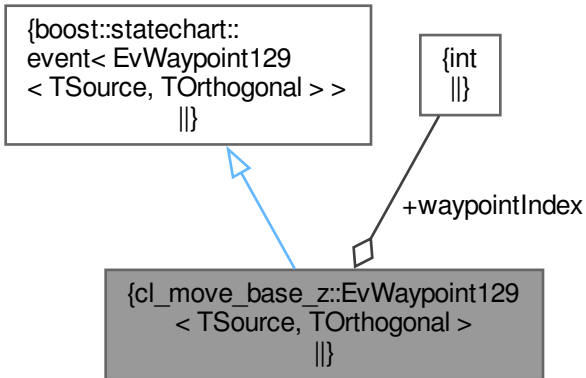 {boost::statechart::
event< EvWaypoint129
< TSource, TOrthogonal > >
||}
{int
||}
+waypointIndex
{cl_move_base_z::EvWaypoint129
< TSource, TOrthogonal >
||}